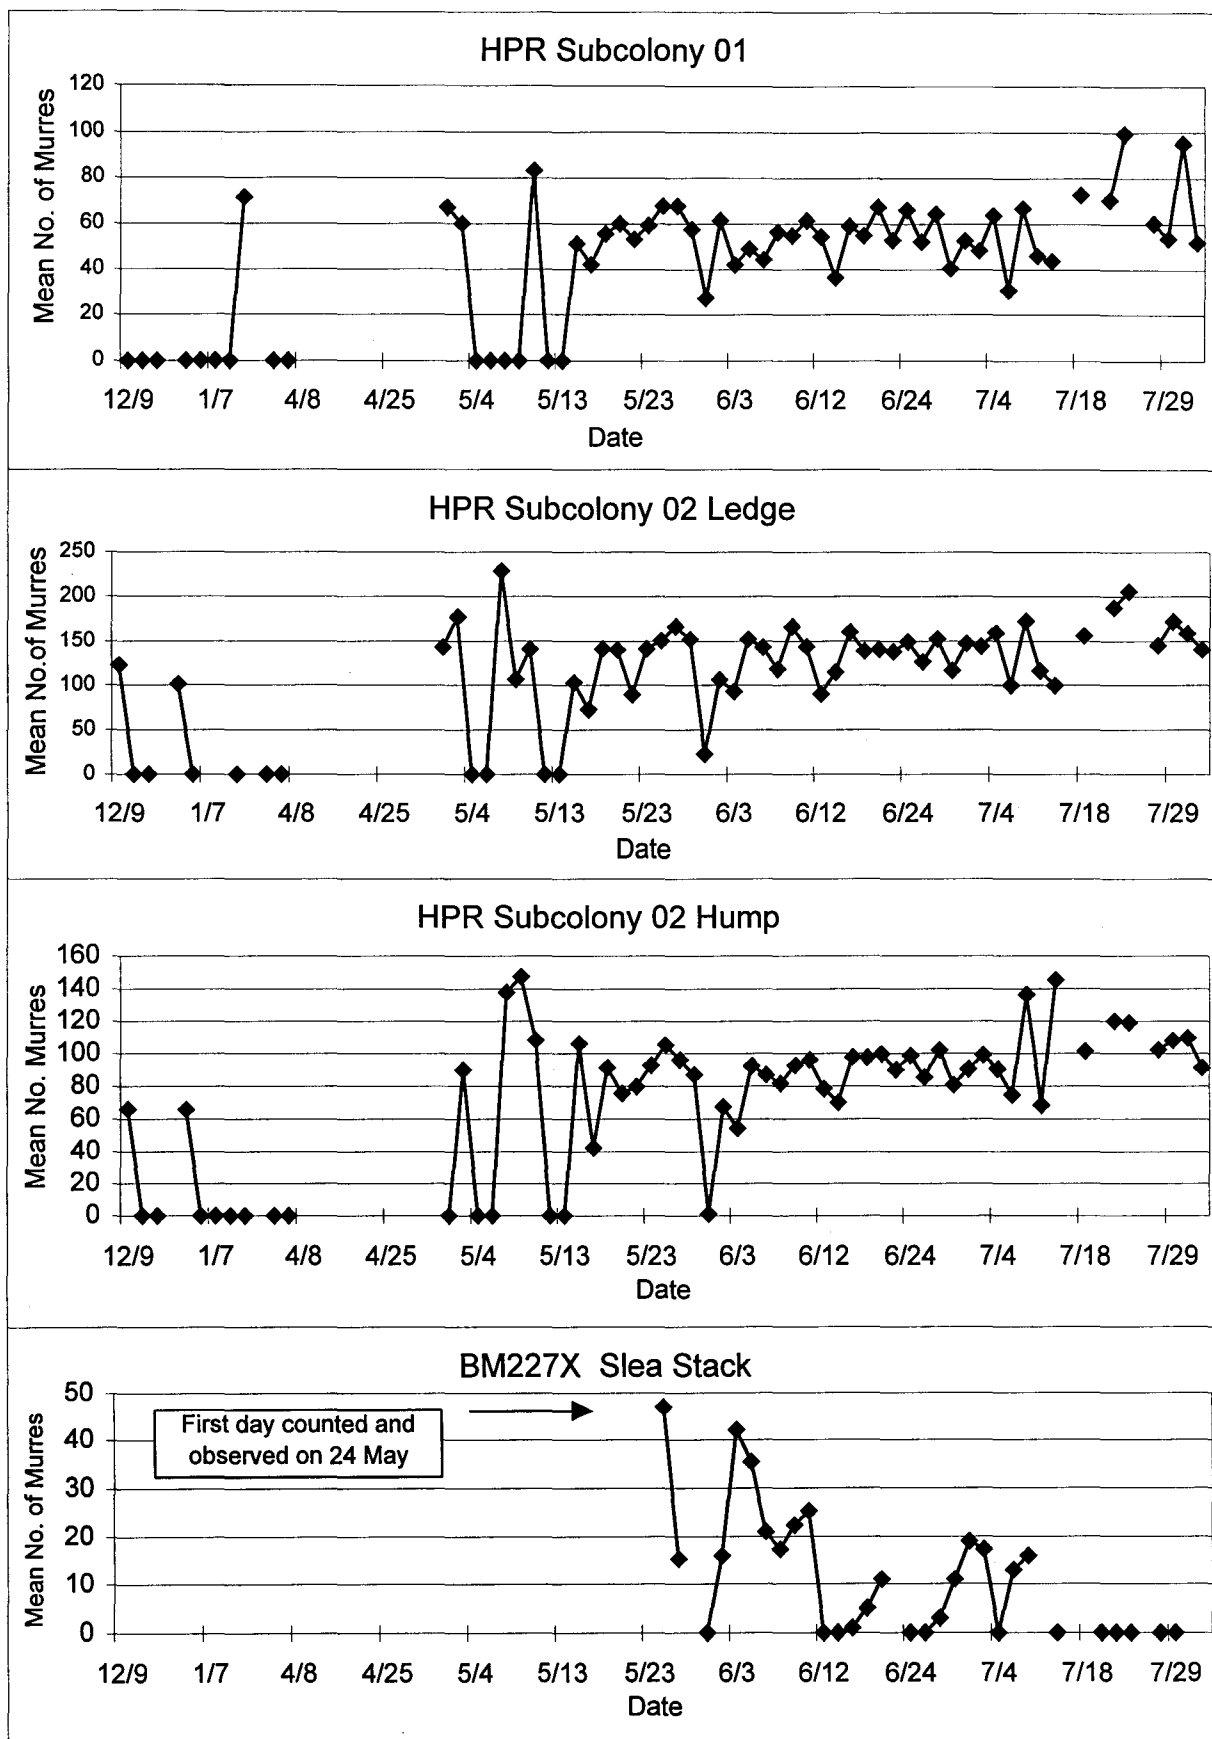 HPR Subcolony 01
Mean No. of Murres
120
100
80
60
40
20
0
12/9 1/7 4/8 4/25 5/4 5/13 5/23 6/3 6/12 6/24 7/4 7/18 7/29
Date
HPR Subcolony 02 Ledge
Mean No.of Murres
250
200
150
100
50
0
12/9 1/7 4/8 4/25 5/4 5/13 5/23 6/3 6/12 6/24 7/4 7/18 7/29
Date
HPR Subcolony 02 Hump
Mean No. Murres
160
140
120
100
80
60
40
20
0
12/9 1/7 4/8 4/25 5/4 5/13 5/23 6/3 6/12 6/24 7/4 7/18 7/29
Date
BM227X Slea Stack
Mean No. of Murres
50
40
30
20
10
0
First day counted and
observed on 24 May
12/9 1/7 4/8 4/25 5/4 5/13 5/23 6/3 6/12 6/24 7/4 7/18 7/29
Date